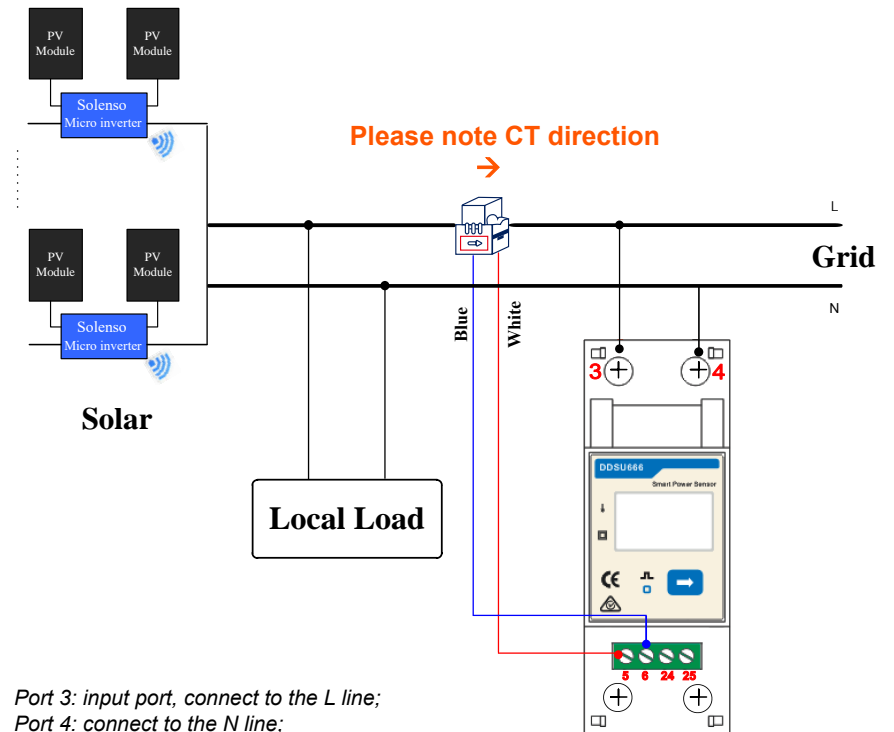 PV
Module
PV
Module
Solenso
Micro inverter
Please note CT direction
→
L
Grid
N
PV
Module
PV
Module
Solenso
Micro inverter
Solar
Blue
White
3
4
Local Load
DDSU666
Smart Power Sensor
CE
5 6 24 25
Port 3: input port, connect to the L line;
Port 4: connect to the N line;